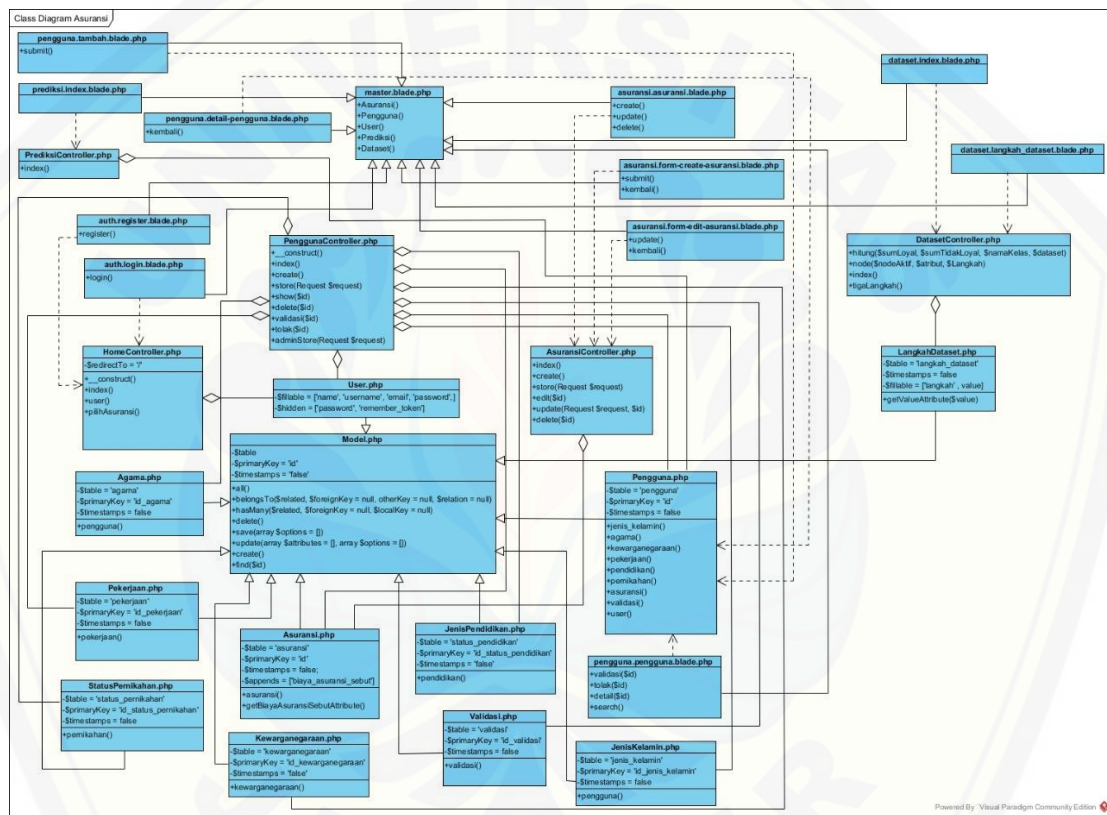 Class Diagram Asuransi
pengguna.tambah.blade.php
+submit()
prediksi.index.blade.php
pengguna.detail-pengguna.blade.php
+kembali()
PrediksiController.php
+index()
master.blade.php
+Asuransi()
+Pengguna()
+User()
+Prediksi()
+Dataset()
asuransi.asuransi.blade.php
+create()
+update()
+delete()
dataset.index.blade.php
dataset.langkah_dataset.blade.php
asuransi.form-create-asuransi.blade.php
+submit()
+kembali()
asuransi.form-edit-asuransi.blade.php
+update()
+kembali()
auth.register.blade.php
+register()
auth.login.blade.php
+login()
PenggunaController.php
+__construct()
+index()
+create()
+store(Request $request)
+show($id)
+delete($id)
+validasi($id)
+tolak($id)
+adminStore(Request $request)
DatasetController.php
+hitung($sumLoyal, $sumTidakLoyal, $namaKelas, $dataset)
+node($nodeAktif, $atribut, $Langkah)
+index()
+tigaLangkah()
HomeController.php
-$redirectTo = '/'
+__construct()
+index()
+user()
+pilihAsuransi()
AsuransiController.php
+index()
+create()
+store(Request $request)
+edit($id)
+update(Request $request, $id)
+delete($id)
LangkahDataset.php
-$table = 'langkah_dataset'
-$timestamps = false
-$fillable = ['langkah' , value]
+getValueAttribute($value)
User.php
-$fillable = ['name', 'username', 'email', 'password', ]
-$hidden = ['password', 'remember_token']
Model.php
-$table
-$primaryKey = 'id'
-$timestamps = 'false'
+all()
+belongsTo($related, $foreignKey = null, otherKey = null, $relation = null)
+hasMany($related, $foreignKey = null, $localKey = null)
+delete()
+save(array $options = [])
+update(array $attributes = [], array $options = [])
+create()
+find($id)
Agama.php
-$table = 'agama'
-$primaryKey = 'id_agama'
-$timestamps = false
+pengguna()
Pengguna.php
-$table = 'pengguna'
-$primaryKey = 'id'
-$timestamps = false
+jenis_kelamin()
+agama()
+kewarganegaraan()
+pekerjaan()
+pendidikan()
+pernikahan()
+asuransi()
+validasi()
+user()
Pekerjaan.php
-$table = 'pekerjaan'
-$primaryKey = 'id_pekerjaan'
-$timestamps = false
+pekerjaan()
Asuransi.php
-$table = 'asuransi'
-$primaryKey = 'id'
-$timestamps = false;
-$appends = ['biaya_asuransi_sebut']
+asuransi()
+getBiayaAsuransiSebutAttribute()
JenisPendidikan.php
-$table = 'status_pendidikan'
-$primaryKey = 'id_status_pendidikan'
-$timestamps = 'false'
+pendidikan()
pengguna.pengguna.blade.php
+validasi($id)
+tolak($id)
+detail($id)
+search()
StatusPernikahan.php
-$table = 'status_pernikahan'
-$primaryKey = 'id_status_pernikahan'
-$timestamps = false
+pernikahan()
Kewarganegaraan.php
-$table = 'kewarganegaraan'
-$primaryKey = 'id_kewarganegaraan'
-$timestamps = 'false'
+kewarganegaraan()
Validasi.php
-$table = 'validasi'
-$primaryKey = 'id_validasi'
-$timestamps = false
+validasi()
JenisKelamin.php
-$table = 'jenis_kelamin'
-$primaryKey = 'id_jenis_kelamin'
-$timestamps = false
+pengguna()
Powered By Visual Paradigm Community Edition